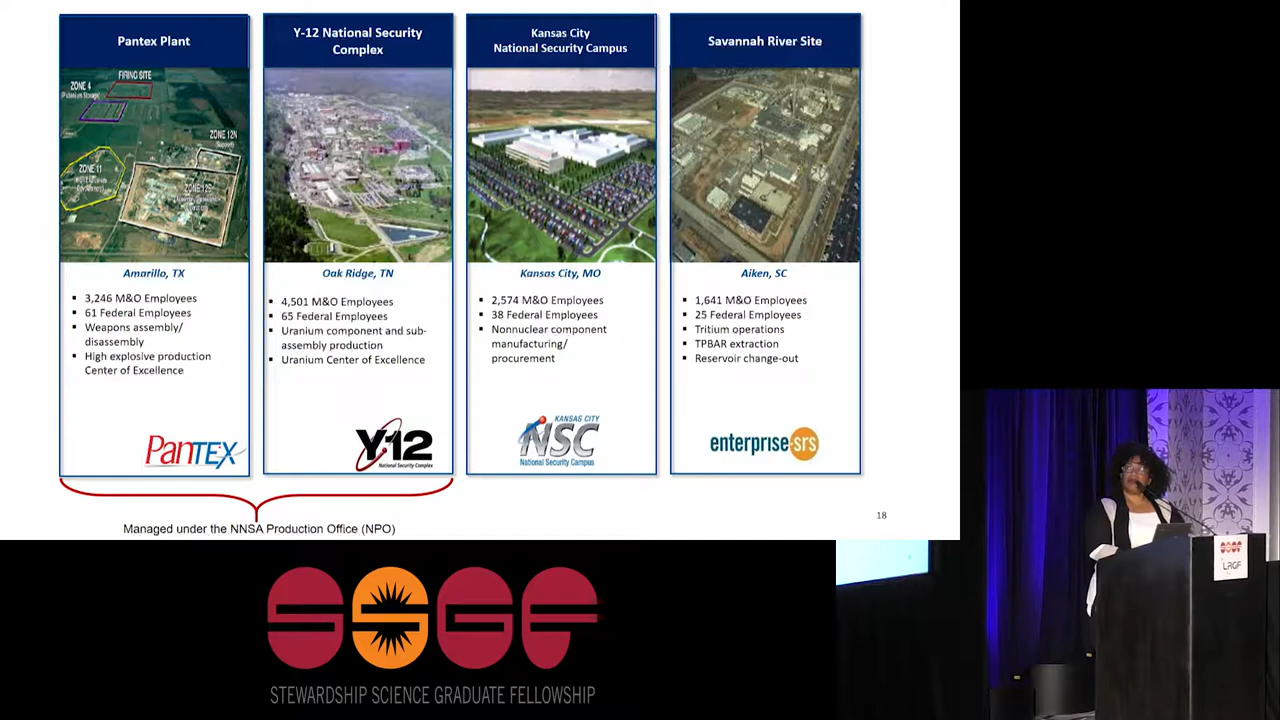 Pantex Plant
FIRING SITE
ZONE 4
ZONE 12N
ZONE 11
Amarillo, TX
▪ 3,246 M&O Employees
▪ 61 Federal Employees
▪ Weapons assembly/
disassembly
▪ High explosive production
Center of Excellence
PanTEX
Y-12 National Security
Complex
Oak Ridge, TN
▪ 4,501 M&O Employees
▪ 65 Federal Employees
▪ Uranium component and sub-
assembly production
▪ Uranium Center of Excellence
Y12
National Security Complex
Kansas City
National Security Campus
Kansas City, MO
▪ 2,574 M&O Employees
▪ 38 Federal Employees
▪ Nonnuclear component
manufacturing/
procurement
KANSAS CITY
NSC
National Security Campus
Savannah River Site
Aiken, SC
▪ 1,641 M&O Employees
▪ 25 Federal Employees
▪ Tritium operations
▪ TPBAR extraction
▪ Reservoir change-out
enterprise·srs
Managed under the NNSA Production Office (NPO)
18
SSGF
STEWARDSHIP SCIENCE GRADUATE FELLOWSHIP
SSGF
LRGF